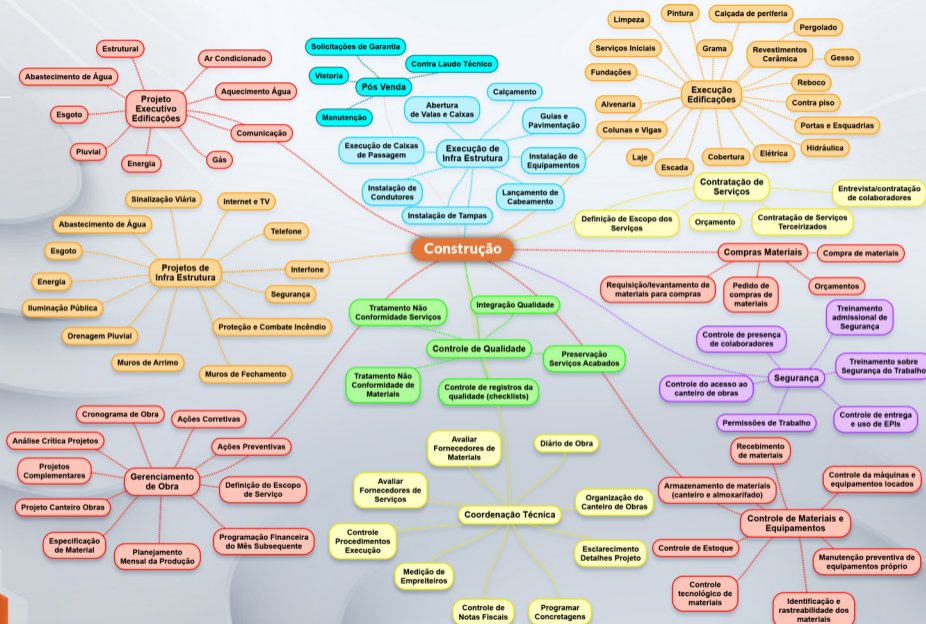 Estrutural
Ar Condicionado
Abastecimento de Água
Aquecimento Água
Projeto
Executivo
Edificações
Esgoto
Comunicação
Pluvial
Energia
Gás
Solicitações de Garantia
Contra Laudo Técnico
Vistoria
Pós Venda
Manutenção
Calçamento
Abertura
de Valas e Caixas
Guias e
Pavimentação
Execução de Caixas
de Passagem
Execução de
Infra Estrutura
Instalação de
Equipamentos
Instalação de
Condutores
Lançamento de
Cabeamento
Instalação de Tampas
Limpeza
Pintura
Calçada de periferia
Pergolado
Serviços Iniciais
Grama
Revestimentos
Cerâmica
Gesso
Fundações
Execução
Edificações
Reboco
Alvenaria
Contra piso
Colunas e Vigas
Portas e Esquadrias
Laje
Escada
Cobertura
Elétrica
Hidráulica
Contratação de
Serviços
Entrevista/contratação
de colaboradores
Definição de Escopo dos
Serviços
Orçamento
Contratação de Serviços
Terceirizados
Construção
Compras Materiais
Compra de materiais
Requisição/levantamento de
materiais para compras
Pedido de
compras de
materiais
Orçamentos
Sinalização Viária
Internet e TV
Abastecimento de Água
Telefone
Esgoto
Projetos de
Infra Estrutura
Interfone
Energia
Segurança
Iluminação Pública
Proteção e Combate Incêndio
Drenagem Pluvial
Muros de Arrimo
Muros de Fechamento
Tratamento Não
Conformidade Serviços
Integração Qualidade
Controle de Qualidade
Preservação
Serviços Acabados
Tratamento Não
Conformidade de
Materiais
Controle de registros da
qualidade (checklists)
Treinamento
admissional de
Segurança
Controle de presença
de colaboradores
Treinamento sobre
Segurança do Trabalho
Segurança
Controle do acesso ao
canteiro de obras
Permissões de Trabalho
Controle de entrega
e uso de EPIs
Cronograma de Obra
Ações Corretivas
Análise Crítica Projetos
Ações Preventivas
Projetos
Complementares
Gerenciamento
de Obra
Definição do Escopo
de Serviço
Projeto Canteiro Obras
Especificação
de Material
Planejamento
Mensal da Produção
Programação Financeira
do Mês Subsequente
Avaliar
Fornecedores de
Materiais
Diário de Obra
Avaliar
Fornecedores de
Serviços
Organização do
Canteiro de Obras
Coordenação Técnica
Controle
Procedimentos
Execução
Esclarecimento
Detalhes Projeto
Medição de
Empreiteiros
Controle de
Notas Fiscais
Programar
Concretagens
Recebimento
de materiais
Armazenamento de materiais
(canteiro e almoxarifado)
Controle da máquinas e
equipamentos locados
Controle de Materiais e
Equipamentos
Controle de Estoque
Manutenção preventiva de
equipamentos próprio
Controle
tecnológico de
materiais
Identificação e
rastreabilidade dos
materiais